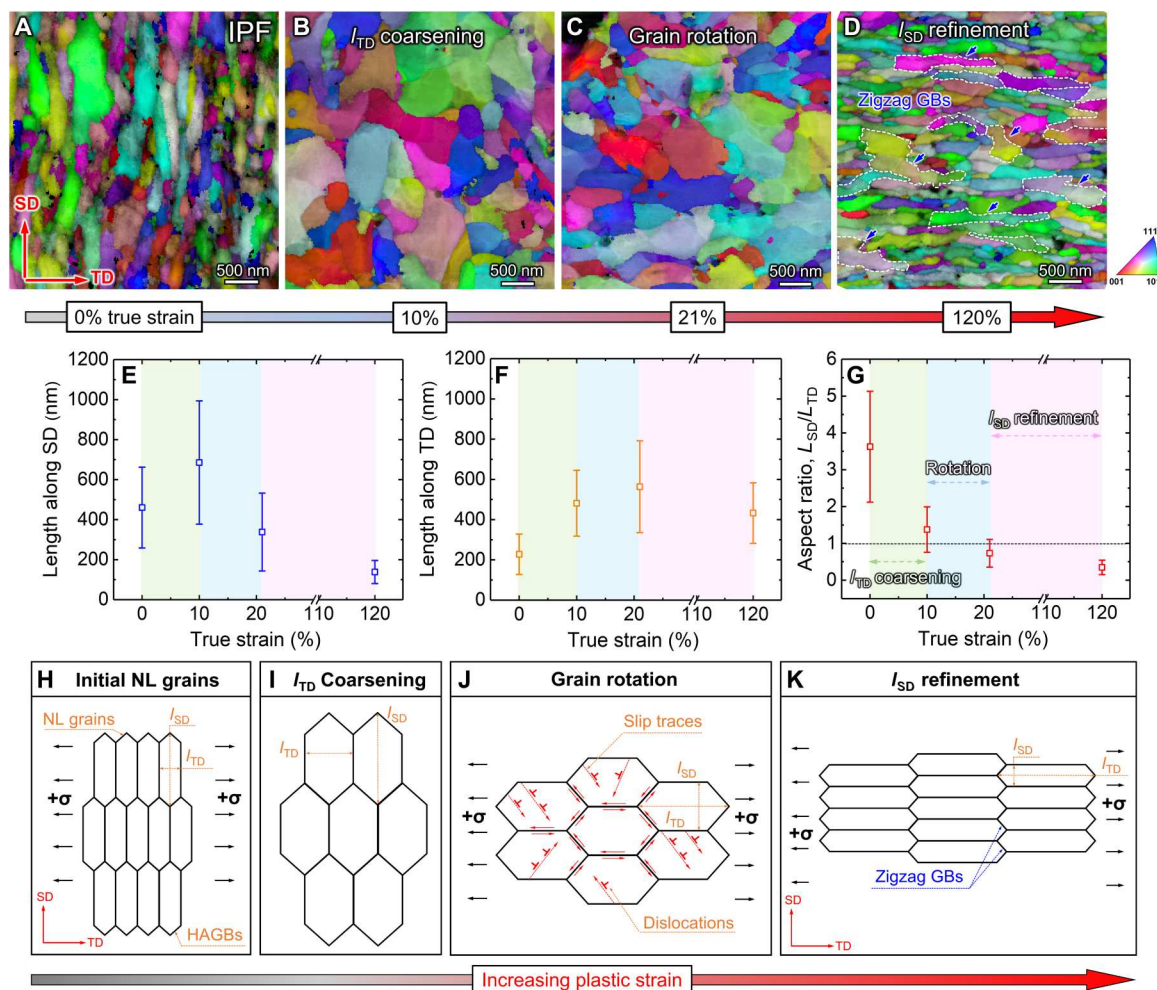 A IPF
SD
TD
500 nm
B lTD coarsening
500 nm
C Grain rotation
500 nm
D lSD refinement
Zigzag GBs
500 nm
111
001 10
0% true strain 10% 21% 120%
E
Length along SD (nm)
1200
1000
800
600
400
200
0
0 10 20 110 120
True strain (%)
F
Length along TD (nm)
1200
1000
800
600
400
200
0
0 10 20 110 120
True strain (%)
G
Aspect ratio, LSD/LTD
6
5
4
3
2
1
0
lSD refinement
Rotation
lTD coarsening
0 10 20 110 120
True strain (%)
H Initial NL grains
NL grains
lSD
lTD
+σ +σ
SD
TD
HAGBs
I lTD Coarsening
lSD
lTD
J Grain rotation
Slip traces
lSD
lTD
+σ +σ
Dislocations
K lSD refinement
lSD
lTD
+σ
+σ
Zigzag GBs
SD
TD
Increasing plastic strain